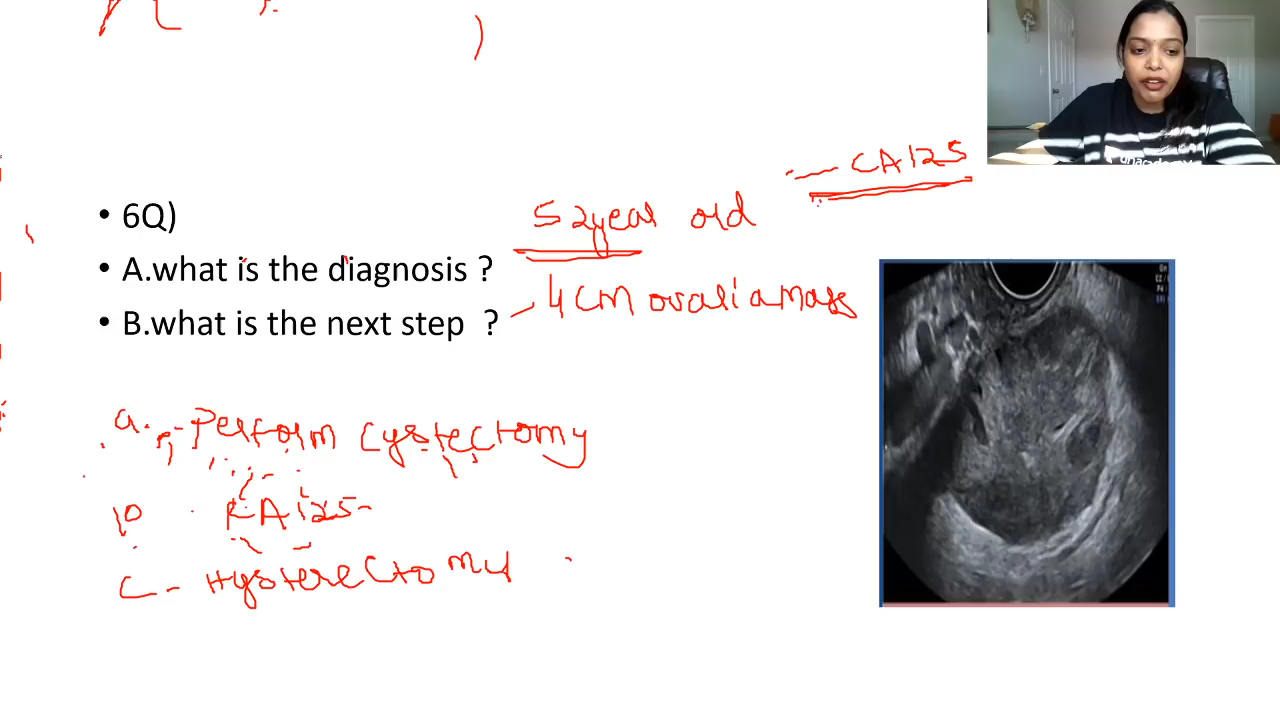 CA125
• 6Q)
52year old
• A.what is the diagnosis ?
4CM ovaria mass
• B.what is the next step ?
a. Perform Cystectomy
b CA125
C - Hysterectomy